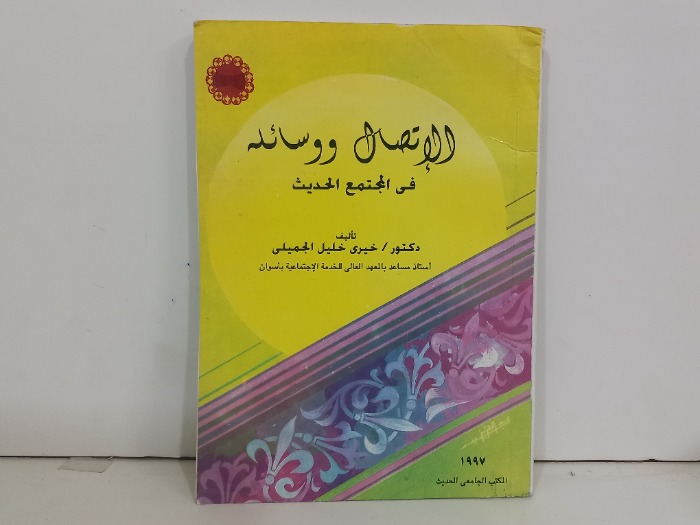 الإتصال ووسائله
فى المجتمع الحديث
تأليف
دكتور / خيرى خليل الجميلى
أستاذ مساعد بالمعهد العالى للخدمة الإجتماعية بأسوان
١٩٩٧
المكتب الجامعى الحديث